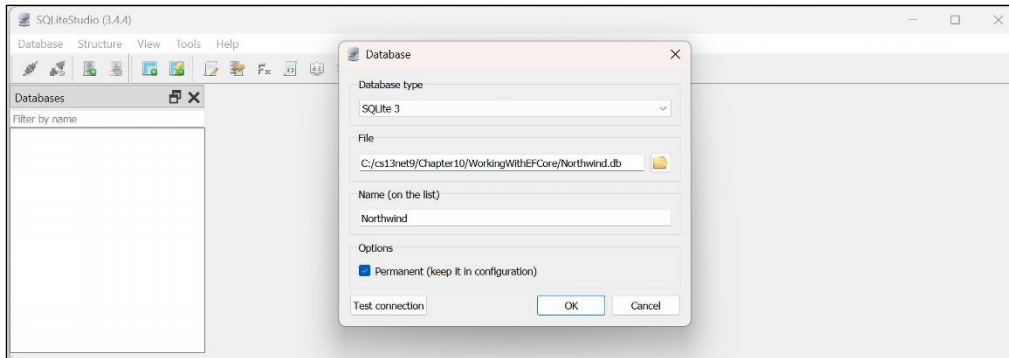 SQLiteStudio (3.4.4)
Database Structure View Tools Help
Databases
Filter by name
Database
Database type
SQLite 3
File
C:/cs13net9/Chapter10/WorkingWithEFCore/Northwind.db
Name (on the list)
Northwind
Options
Permanent (keep it in configuration)
Test connection OK Cancel